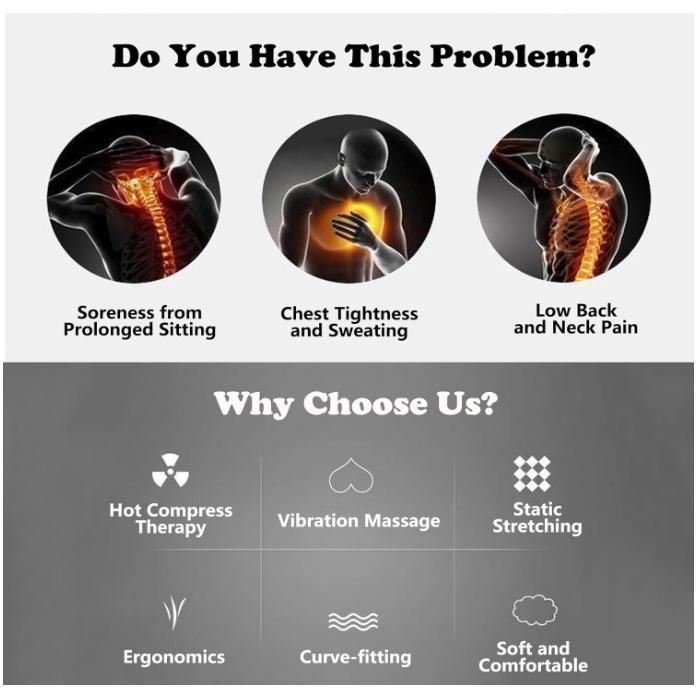 Do You Have This Problem?
Soreness from
Prolonged Sitting
Chest Tightness
and Sweating
Low Back
and Neck Pain
Why Choose Us?
Hot Compress
Therapy
Vibration Massage
Static
Stretching
Ergonomics
Curve-fitting
Soft and
Comfortable